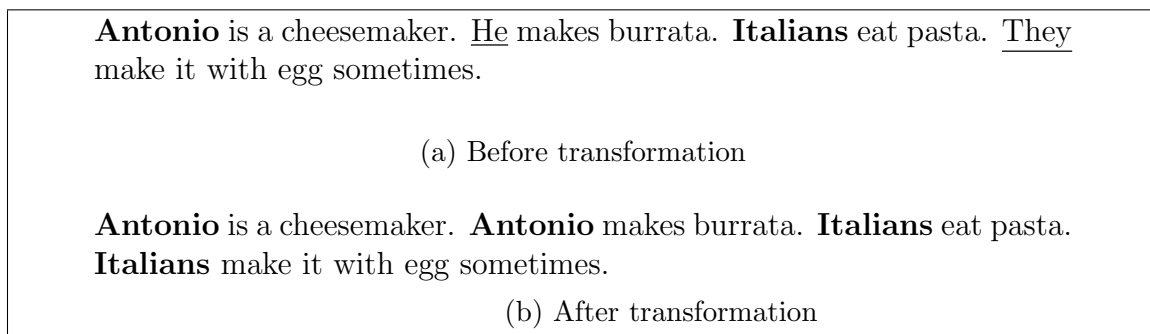 Antonio is a cheesemaker. He makes burrata. Italians eat pasta. They
make it with egg sometimes.
(a) Before transformation
Antonio is a cheesemaker. Antonio makes burrata. Italians eat pasta.
Italians make it with egg sometimes.
(b) After transformation